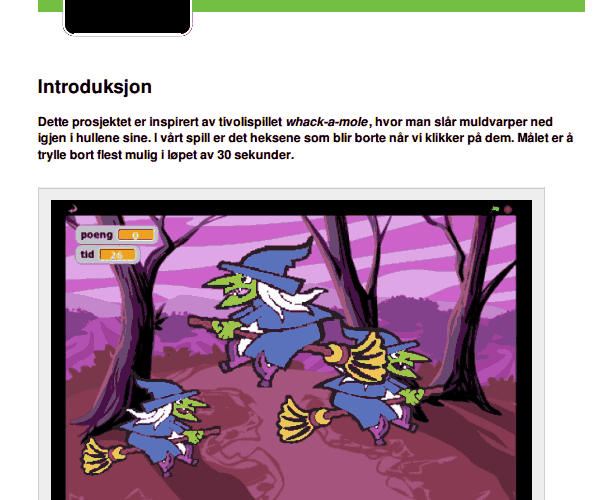 Introduksjon
Dette prosjektet er inspirert av tivolispillet whack-a-mole, hvor man slår muldvarper ned
igjen i hullene sine. I vårt spill er det heksene som blir borte når vi klikker på dem. Målet er å
trylle bort flest mulig i løpet av 30 sekunder.
poeng 0
tid 26